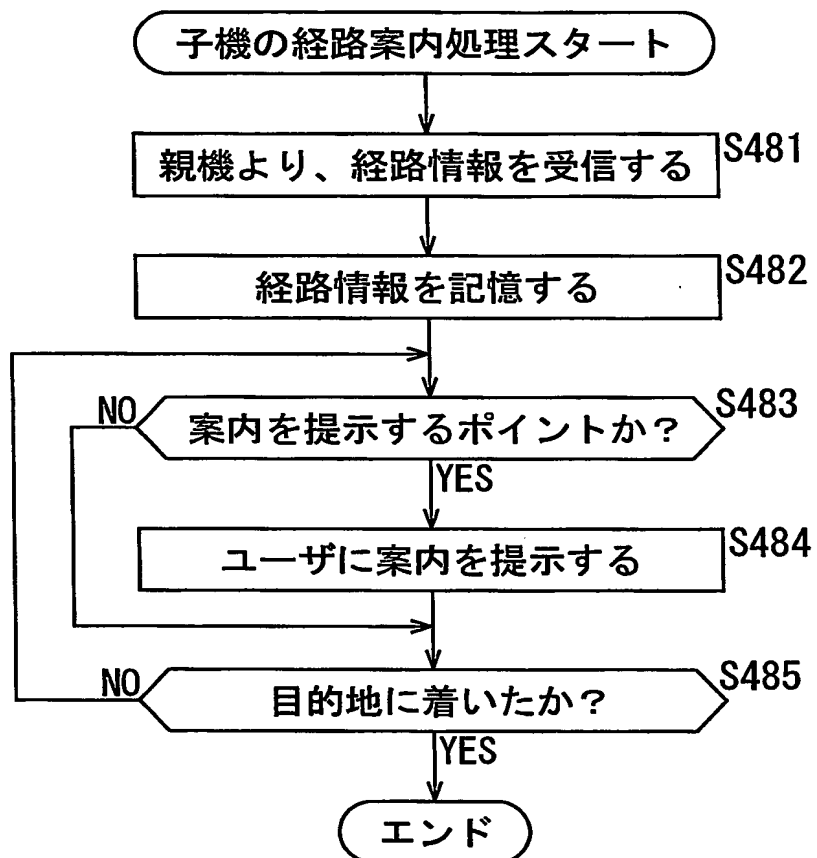 子機の経路案内処理スタート
親機より、経路情報を受信する
S481
経路情報を記憶する
S482
案内を提示するポイントか？
S483
NO
YES
ユーザに案内を提示する
S484
目的地に着いたか？
S485
NO
YES
エンド